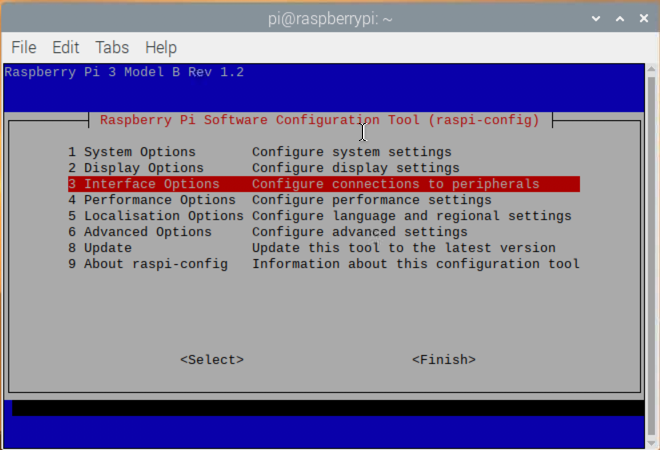 pi@raspberrypi: ~
File Edit Tabs Help
Raspberry Pi 3 Model B Rev 1.2
Raspberry Pi Software Configuration Tool (raspi-config)
1 System Options Configure system settings
2 Display Options Configure display settings
3 Interface Options Configure connections to peripherals
4 Performance Options Configure performance settings
5 Localisation Options Configure language and regional settings
6 Advanced Options Configure advanced settings
8 Update Update this tool to the latest version
9 About raspi-config Information about this configuration tool
<Select> <Finish>